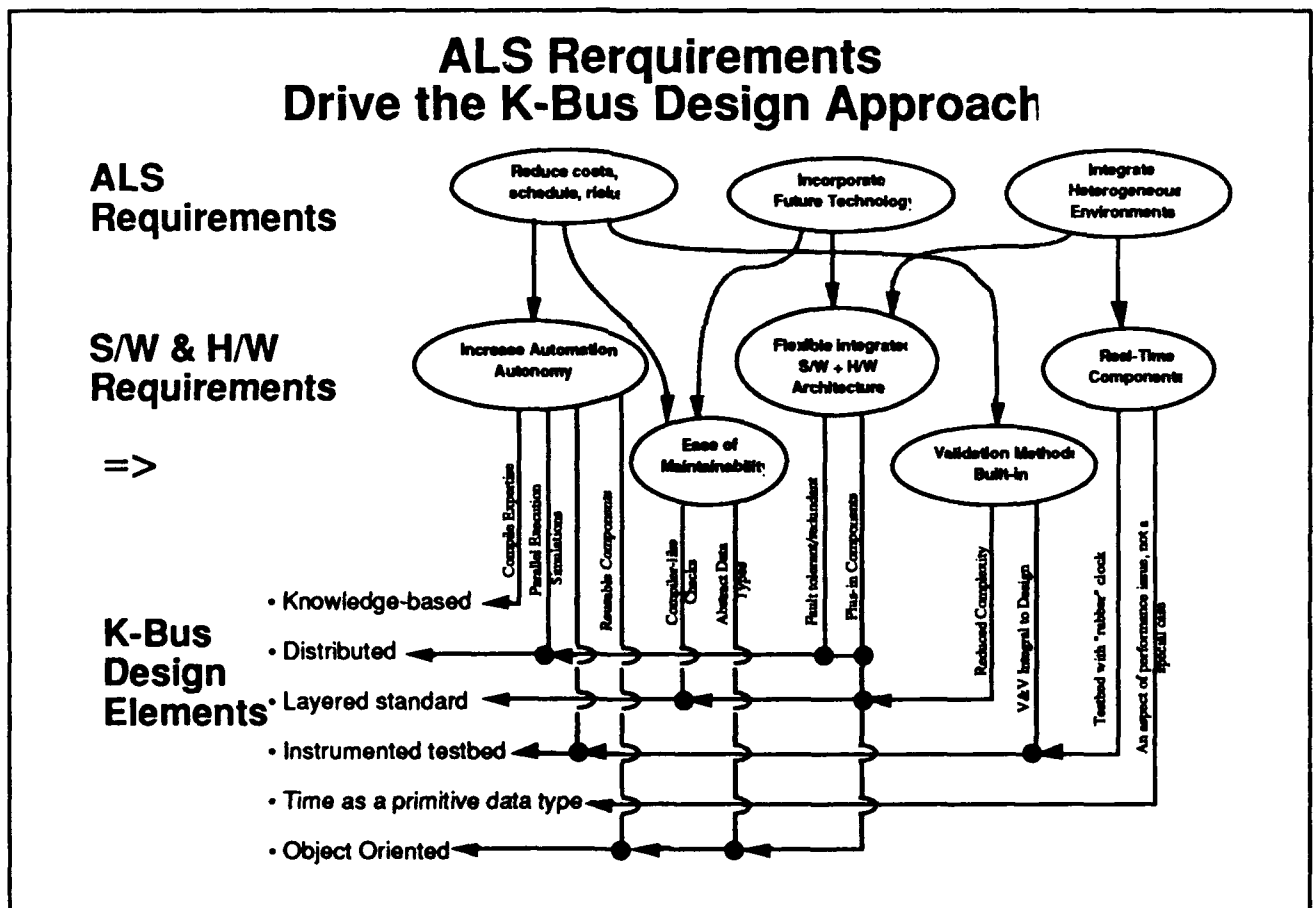 ALS Rerquirements
Drive the K-Bus Design Approach
ALS
Requirements
Reduce costs,
schedule, risks
Incorporate
Future Technology
Integrate
Heterogeneous
Environments
S/W & H/W
Requirements
=>
Increase Automation
Autonomy
Flexible integrated
S/W + H/W
Architecture
Real-Time
Components
Ease of
Maintainability
Validation Methods
Built-in
Compile Expertise
Parallel Execution
Simulations
Reusable Components
Compiler-like
Checks
Abstract Data
Types
Fault tolerant/redundant
Plus-in Components
Reduced Complexity
V&V Integral to Design
Testbed with "rubber" clock
An aspect of performance issue, not a
special case
K-Bus
Design
Elements
• Knowledge-based
• Distributed
• Layered standard
• Instrumented testbed
• Time as a primitive data type
• Object Oriented